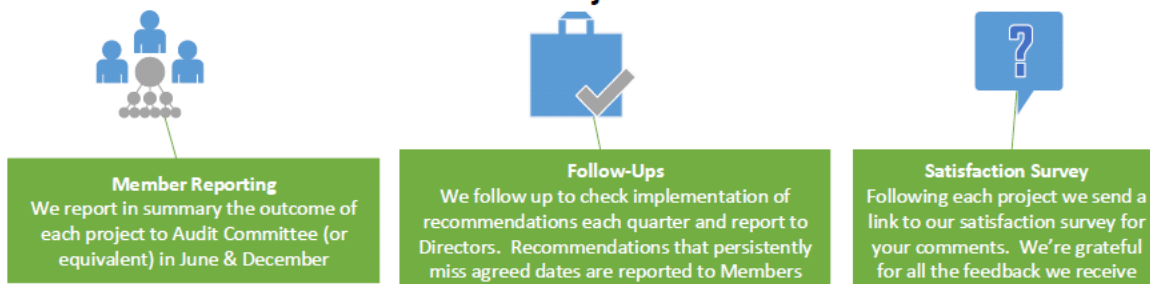 Member Reporting
We report in summary the outcome of
each project to Audit Committee (or
equivalent) in June & December
Follow-Ups
We follow up to check implementation of
recommendations each quarter and report to
Directors.  Recommendations that persistently
miss agreed dates are reported to Members
?
Satisfaction Survey
Following each project we send a
link to our satisfaction survey for
your comments.  We're grateful
for all the feedback we receive